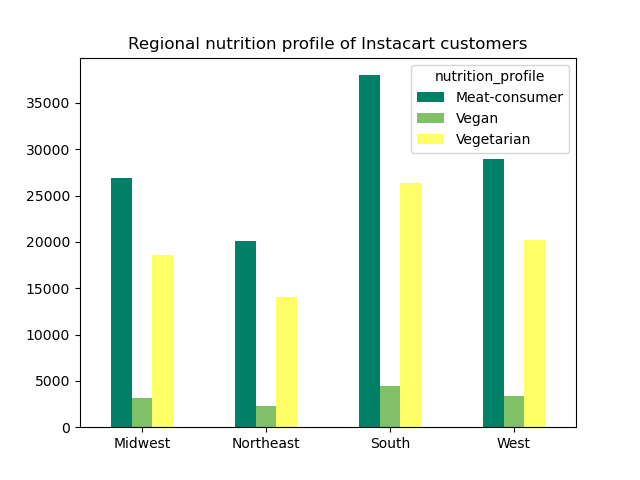 Regional nutrition profile of Instacart customers
nutrition_profile
Meat-consumer
Vegan
Vegetarian
35000
30000
25000
20000
15000
10000
5000
0
Midwest Northeast South West